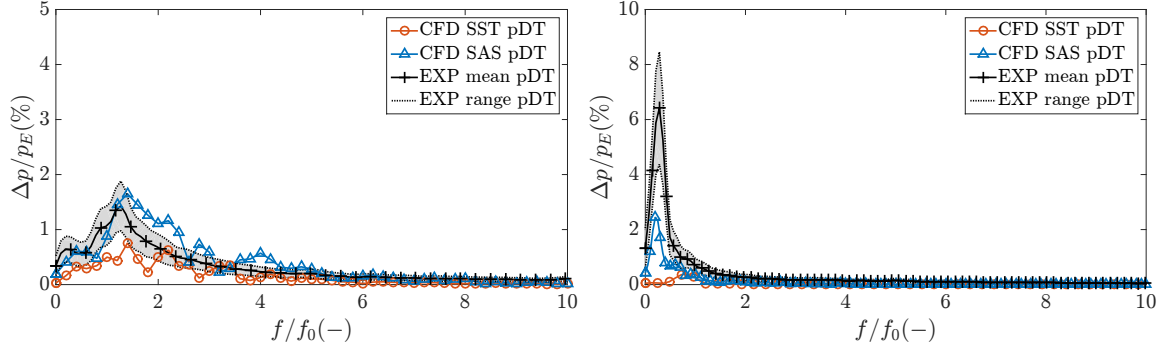 5
4
3
2
1
0
Δp/p_E(%)
0 2 4 6 8 10
f/f_0(−)
CFD SST pDT
CFD SAS pDT
EXP mean pDT
EXP range pDT
10
8
6
4
2
0
Δp/p_E(%)
0 2 4 6 8 10
f/f_0(−)
CFD SST pDT
CFD SAS pDT
EXP mean pDT
EXP range pDT